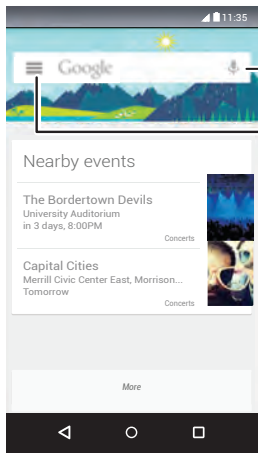 11:35
Google
Nearby events
The Bordertown Devils
University Auditorium
in 3 days, 8:00PM
Concerts
Capital Cities
Merrill Civic Center East, Morrison...
Tomorrow
Concerts
More